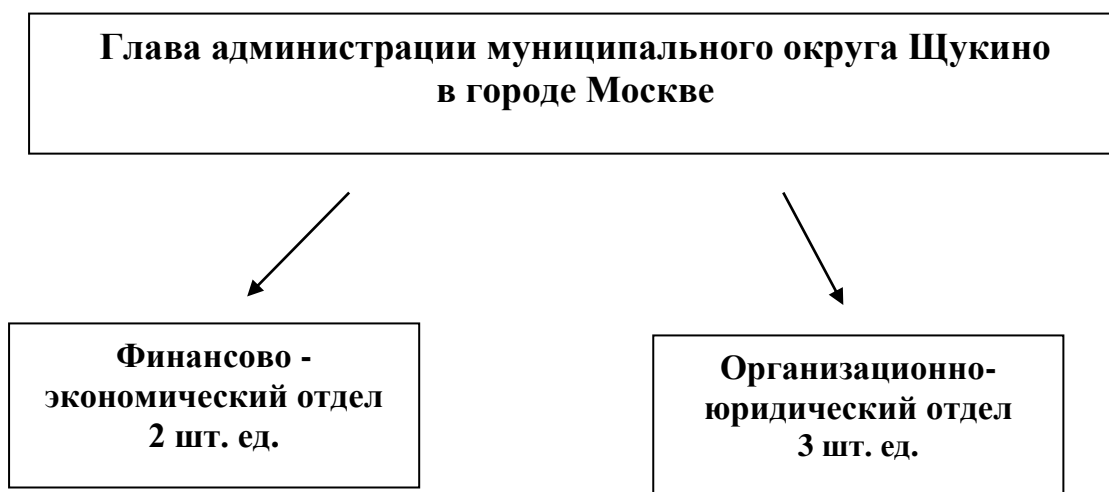 Глава администрации муниципального округа Щукино
в городе Москве
Финансово -
экономический отдел
2 шт. ед.
Организационно-
юридический отдел
3 шт. ед.